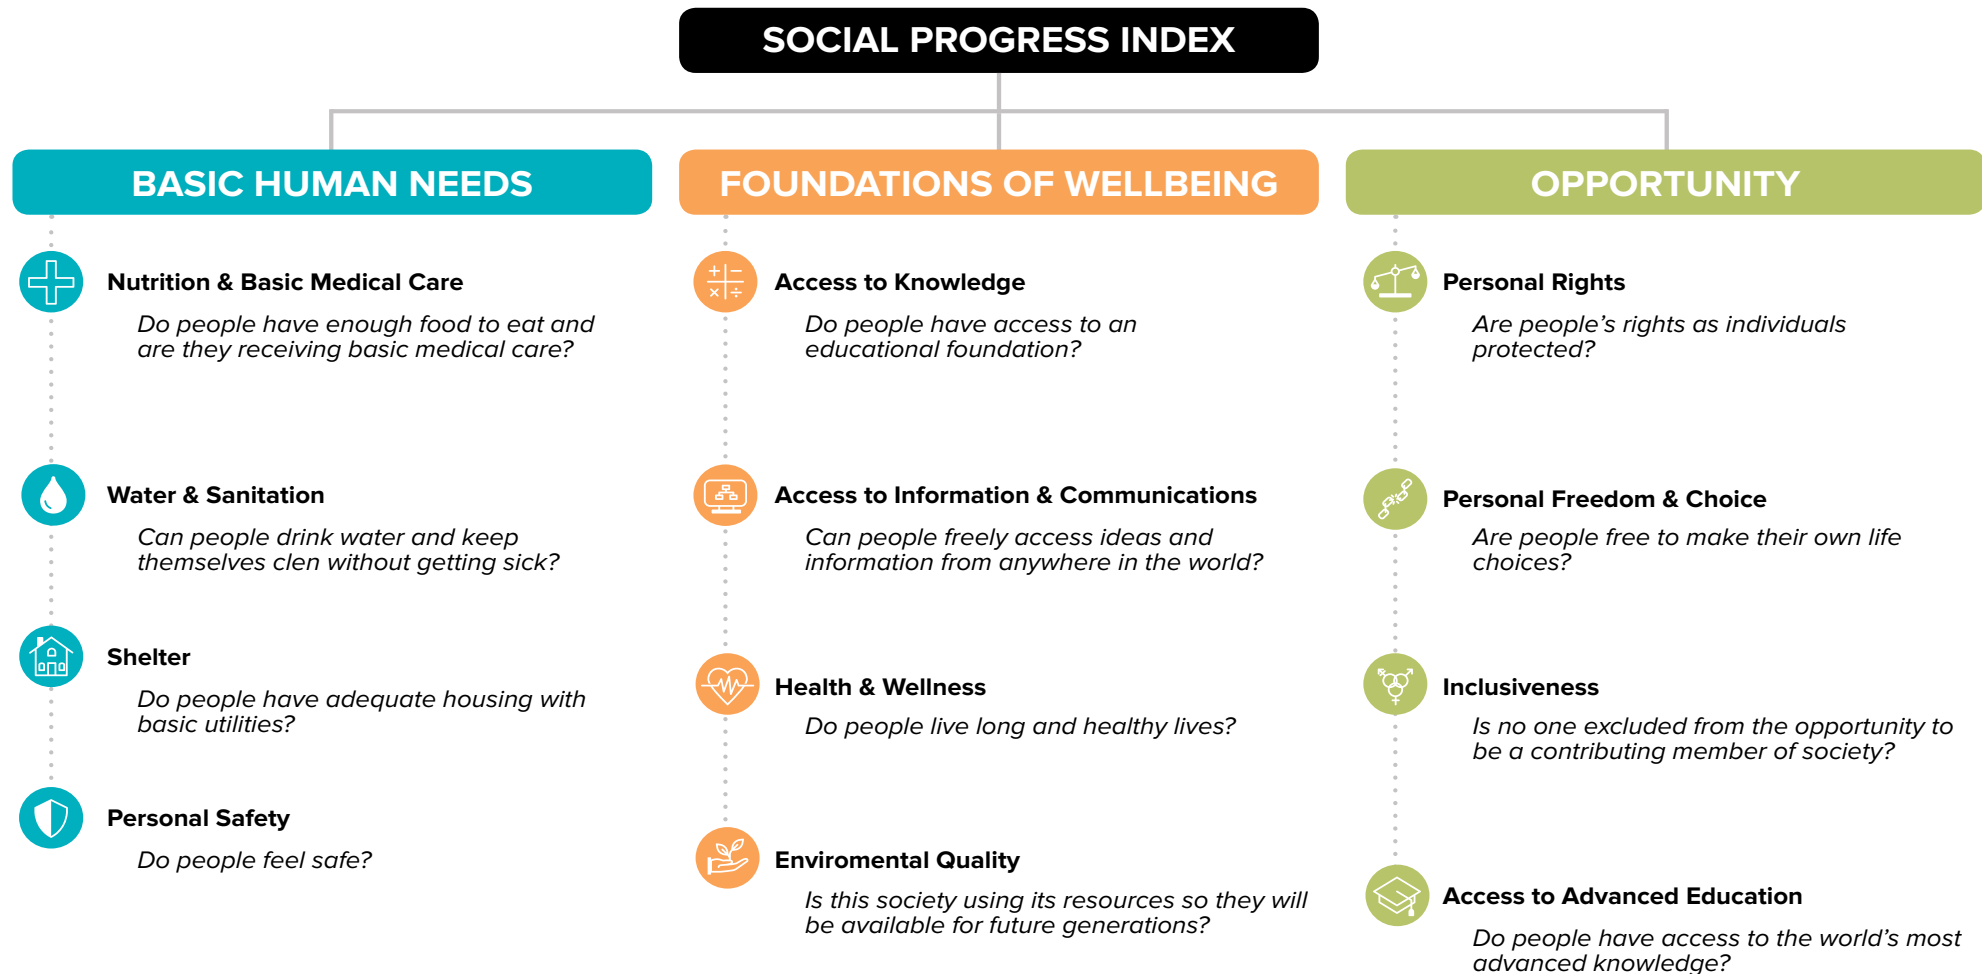 SOCIAL PROGRESS INDEX
BASIC HUMAN NEEDS
Nutrition & Basic Medical Care
Do people have enough food to eat and
are they receiving basic medical care?
Water & Sanitation
Can people drink water and keep
themselves clen without getting sick?
Shelter
Do people have adequate housing with
basic utilities?
Personal Safety
Do people feel safe?
FOUNDATIONS OF WELLBEING
Access to Knowledge
Do people have access to an
educational foundation?
Access to Information & Communications
Can people freely access ideas and
information from anywhere in the world?
Health & Wellness
Do people live long and healthy lives?
Enviromental Quality
Is this society using its resources so they will
be available for future generations?
OPPORTUNITY
Personal Rights
Are people’s rights as individuals
protected?
Personal Freedom & Choice
Are people free to make their own life
choices?
Inclusiveness
Is no one excluded from the opportunity to
be a contributing member of society?
Access to Advanced Education
Do people have access to the world’s most
advanced knowledge?